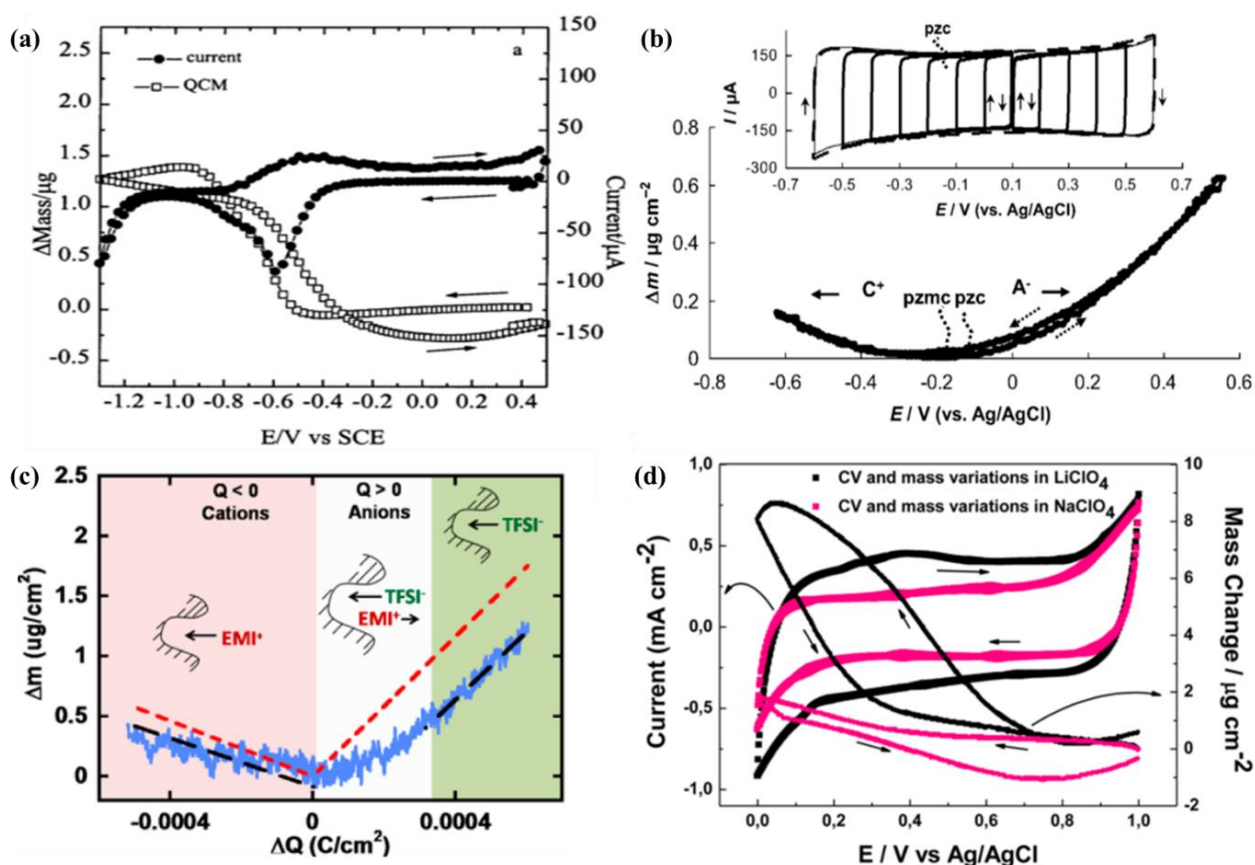 (a)
a
current
QCM
2.5
2.0
1.5
1.0
0.5
0.0
-0.5
ΔMass/µg
150
100
50
0
-50
-100
-150
Current/µA
-1.2 -1.0 -0.8 -0.6 -0.4 -0.2 0.0 0.2 0.4
E/V vs SCE
(b)
pzc
150
0
-150
-300
I / µA
-0.7 -0.5 -0.3 -0.1 0.1 0.3 0.5 0.7
E / V (vs. Ag/AgCl)
0.8
0.6
0.4
0.2
0
Δm / µg cm⁻²
C⁺
pzmc pzc
A⁻
-0.8 -0.6 -0.4 -0.2 0 0.2 0.4 0.6
E / V (vs. Ag/AgCl)
(c)
2.5
2
1.5
1
0.5
0
Δm (ug/cm²)
Q < 0
Cations
Q > 0
Anions
TFSI⁻
TFSI⁻
EMI⁺
EMI⁺
-0.0004 0 0.0004
ΔQ (C/cm²)
(d)
1,0
0,5
0,0
-0,5
-1,0
Current (mA cm⁻²)
CV and mass variations in LiClO₄
CV and mass variations in NaClO₄
10
8
6
4
2
0
-2
Mass Change / µg cm⁻²
0,0 0,2 0,4 0,6 0,8 1,0
E / V vs Ag/AgCl